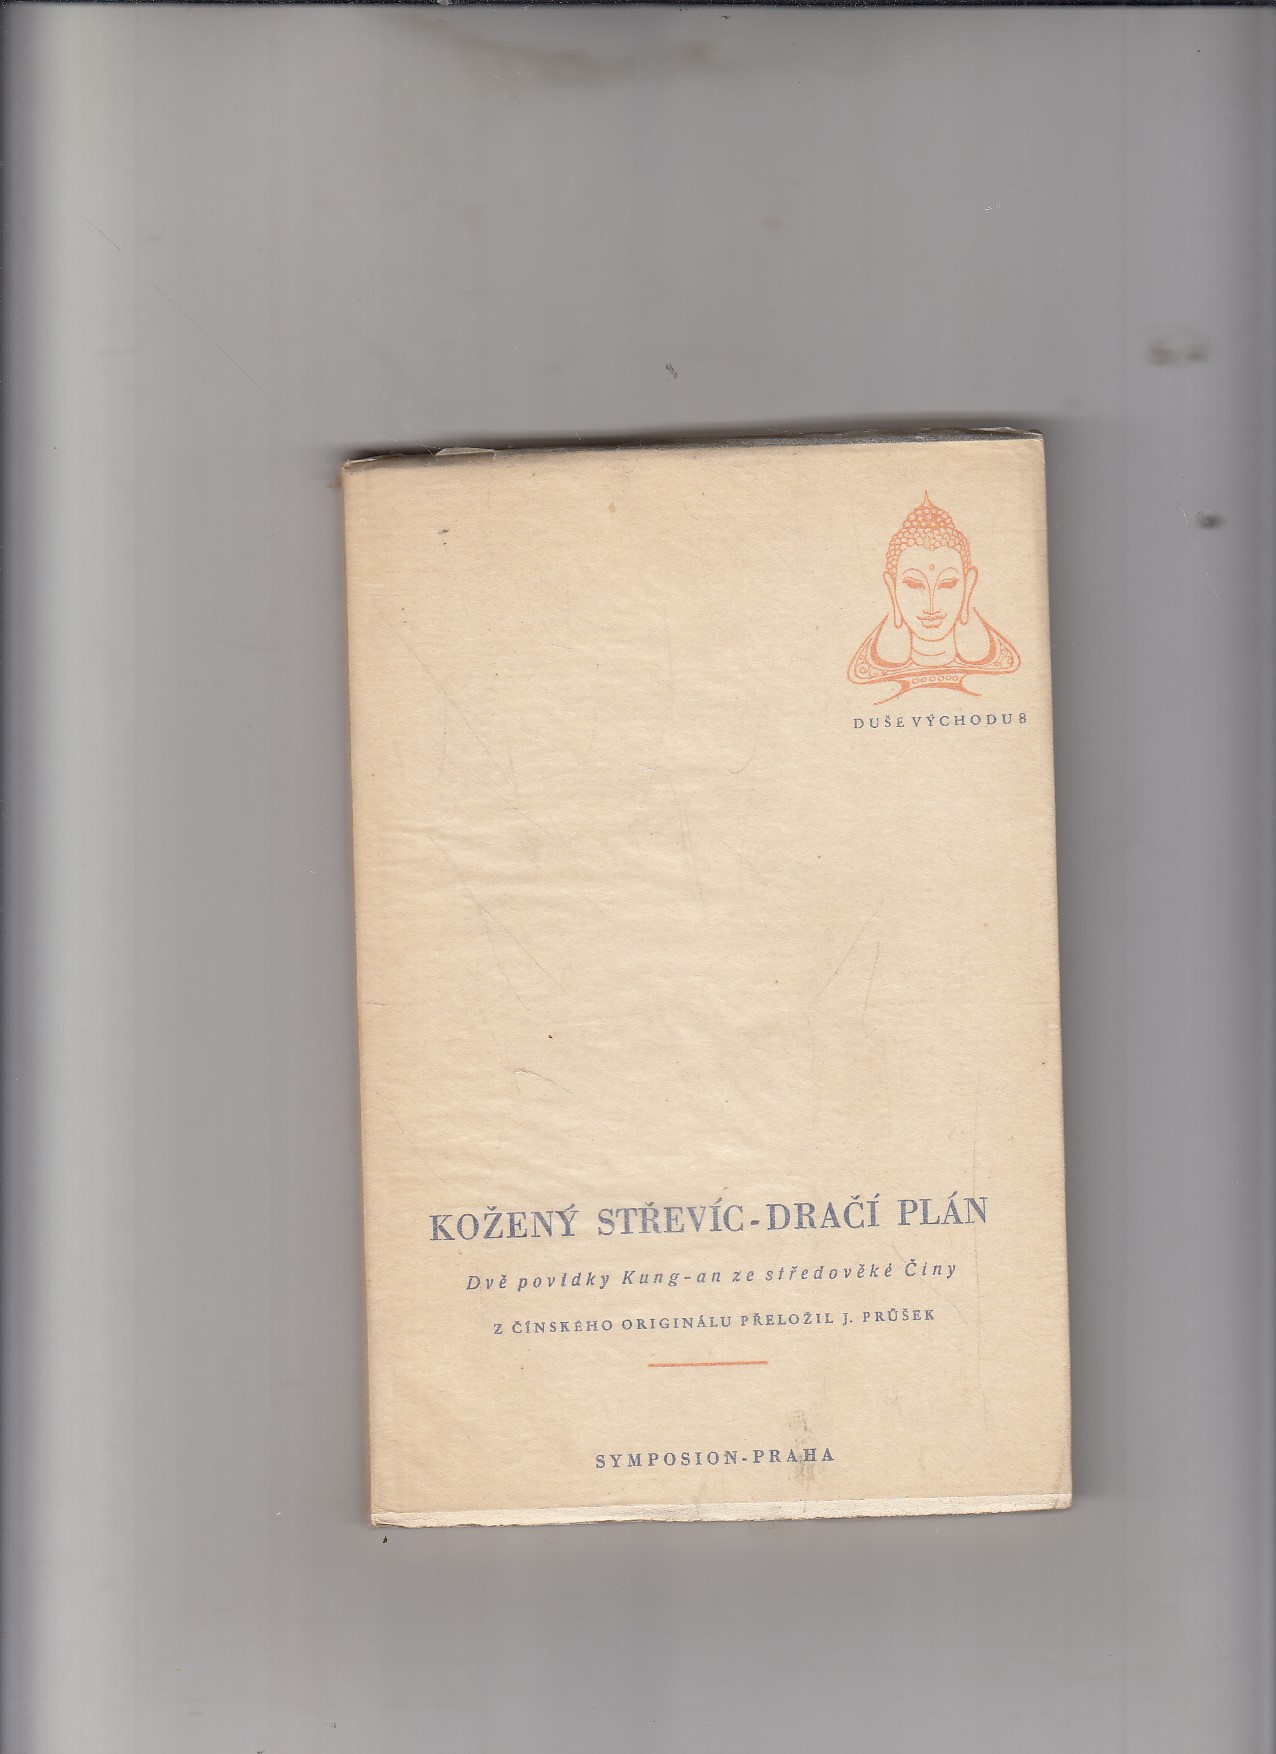 DUŠE VÝCHODU 8
KOŽENÝ STŘEVÍC-DRAČÍ PLÁN
Dvě povídky Kung-an ze středověké Číny
Z ČÍNSKÉHO ORIGINÁLU PŘELOŽIL J. PRŮŠEK
SYMPOSION-PRAHA